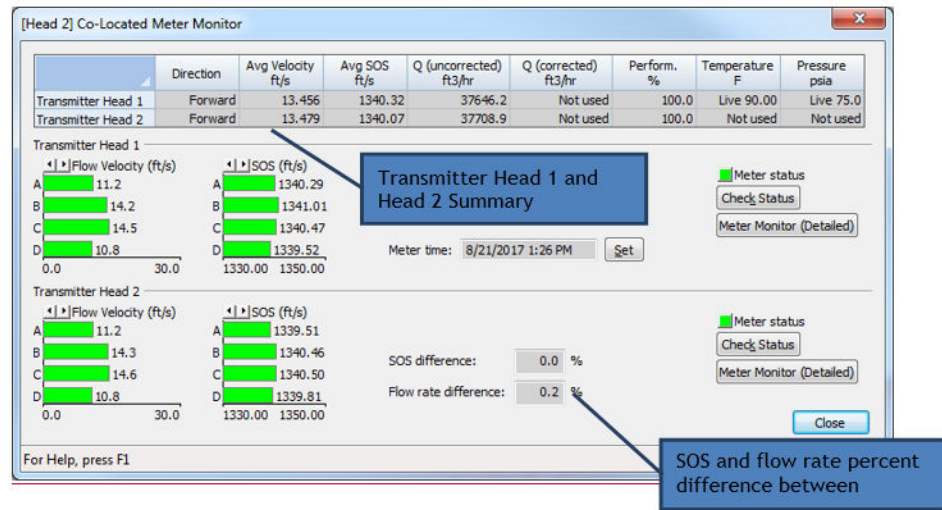 [Head 2] Co-Located Meter Monitor
Direction Avg Velocity ft/s Avg SOS ft/s Q (uncorrected) ft3/hr Q (corrected) ft3/hr Perform. % Temperature F Pressure psia
Transmitter Head 1 Forward 13.456 1340.32 37646.2 Not used 100.0 Live 90.00 Live 75.0
Transmitter Head 2 Forward 13.479 1340.07 37708.9 Not used 100.0 Not used Not used
Transmitter Head 1
Flow Velocity (ft/s) SOS (ft/s)
A 11.2 A 1340.29
B 14.2 B 1341.01
C 14.5 C 1340.47
D 10.8 D 1339.52
0.0 30.0 1330.00 1350.00
Transmitter Head 1 and
Head 2 Summary
Meter time: 8/21/2017 1:26 PM Set
Meter status
Check Status
Meter Monitor (Detailed)
Transmitter Head 2
Flow Velocity (ft/s) SOS (ft/s)
A 11.2 A 1339.51
B 14.3 B 1340.46
C 14.6 C 1340.50
D 10.8 D 1339.81
0.0 30.0 1330.00 1350.00
SOS difference: 0.0 %
Flow rate difference: 0.2 %
Meter status
Check Status
Meter Monitor (Detailed)
Close
For Help, press F1
SOS and flow rate percent
difference between